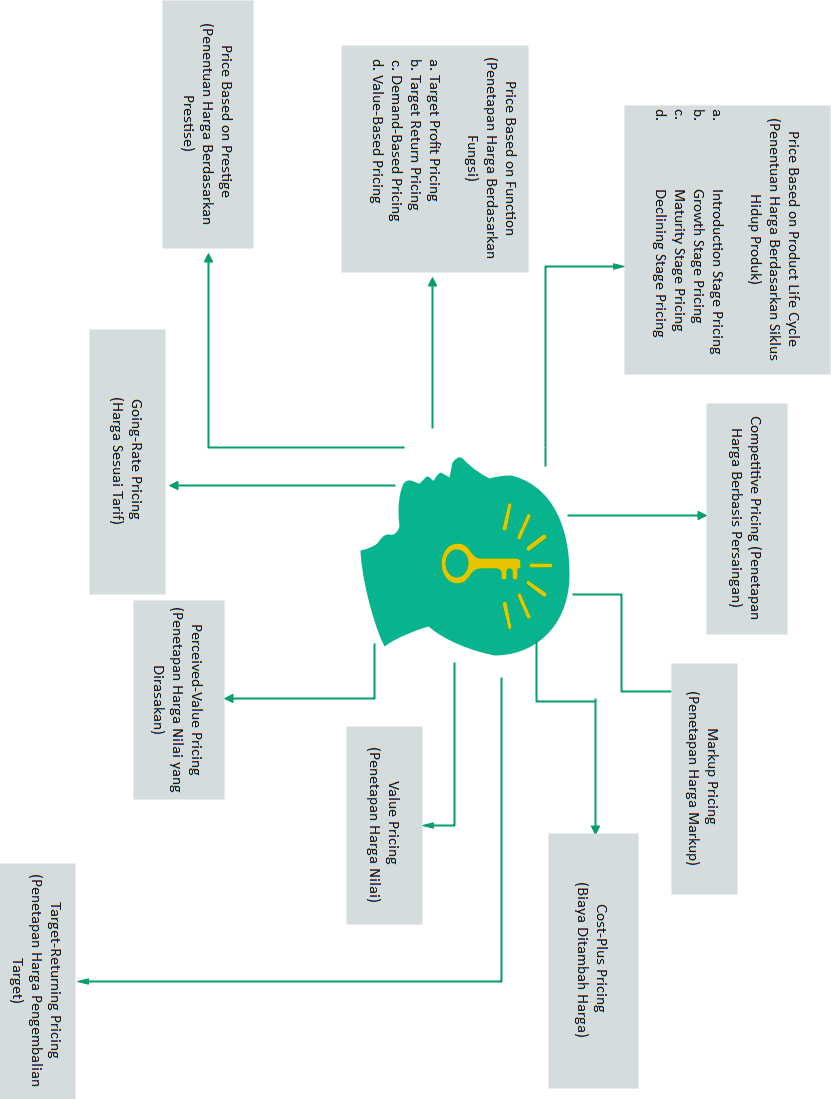 Price Based on Prestige
(Penentuan Harga Berdasarkan
Prestise)
Price Based on Function
(Penetapan Harga Berdasarkan
Fungsi)
a. Target Profit Pricing
b. Target Return Pricing
c. Demand-Based Pricing
d. Value-Based Pricing
Price Based on Product Life Cycle
(Penentuan Harga Berdasarkan Siklus
Hidup Produk)
a. Introduction Stage Pricing
b. Growth Stage Pricing
c. Maturity Stage Pricing
d. Declining Stage Pricing
Competitive Pricing (Penetapan
Harga Berbasis Persaingan)
Markup Pricing
(Penetapan Harga Markup)
Cost-Plus Pricing
(Biaya Ditambah Harga)
Going-Rate Pricing
(Harga Sesuai Tarif)
Perceived-Value Pricing
(Penetapan Harga Nilai yang
Dirasakan)
Value Pricing
(Penetapan Harga Nilai)
Target-Returning Pricing
(Penetapan Harga Pengembalian
Target)